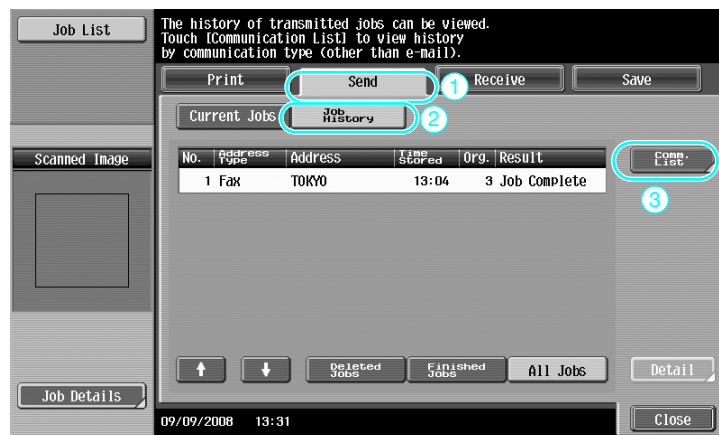 Job List
The history of transmitted jobs can be viewed.
Touch [Communication List] to view history
by communication type (other than e-mail).
Print
Send
1
Receive
Save
Current Jobs
Job
History
2
Scanned Image
No.
Address
Type
Address
Time
Stored
Org.
Result
Comm.
List
1 Fax TOKYO 13:04 3 Job Complete
3
Deleted
Jobs
Finished
Jobs
All Jobs
Detail
Job Details
09/09/2008 13:31
Close